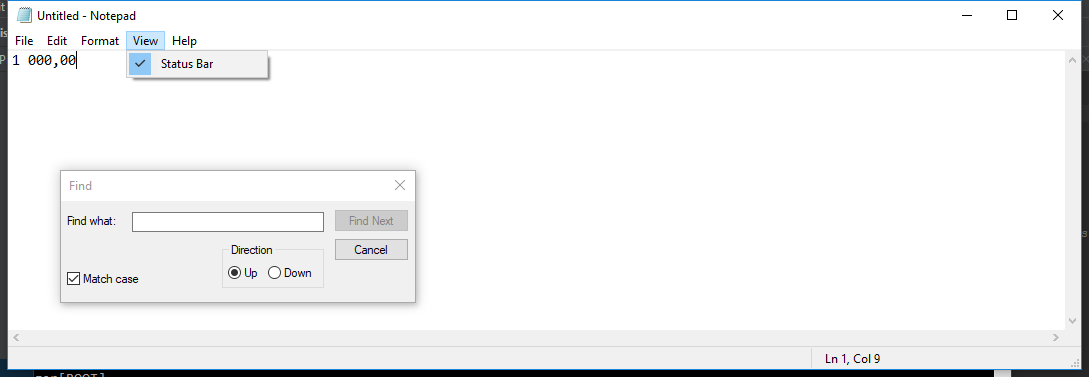 Untitled - Notepad
File Edit Format View Help
1 000,00
Status Bar
Find
Find what:
Find Next
Cancel
Direction
Up Down
Match case
Ln 1, Col 9